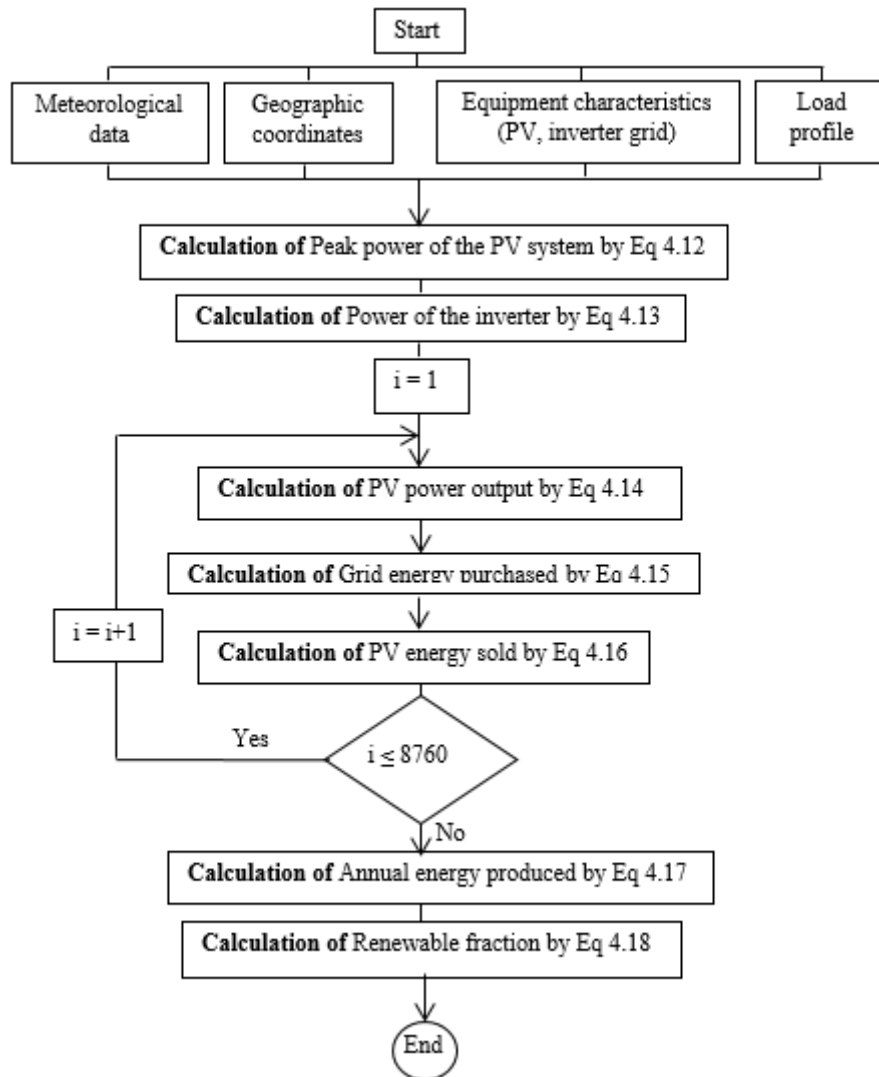 Start
Meteorological
data
Geographic
coordinates
Equipment characteristics
(PV, inverter grid)
Load
profile
Calculation of Peak power of the PV system by Eq 4.12
Calculation of Power of the inverter by Eq 4.13
i = 1
Calculation of PV power output by Eq 4.14
Calculation of Grid energy purchased by Eq 4.15
i = i+1
Calculation of PV energy sold by Eq 4.16
Yes
i ≤ 8760
No
Calculation of Annual energy produced by Eq 4.17
Calculation of Renewable fraction by Eq 4.18
End